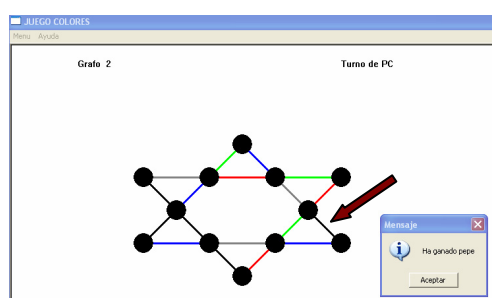 JUEGO COLORES
Menu Ayuda
Grafo 2
Turno de PC
Mensaje
Ha ganado pepe
Aceptar